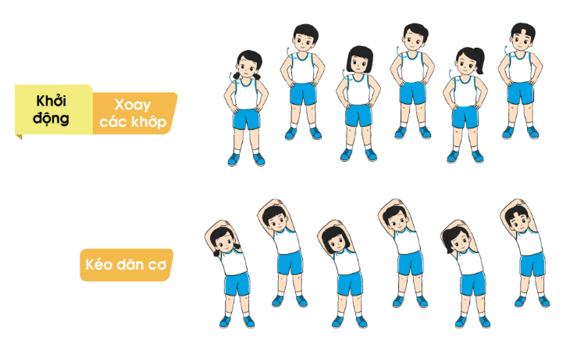 Khởi
động
Xoay
các khớp
Kéo dãn cơ